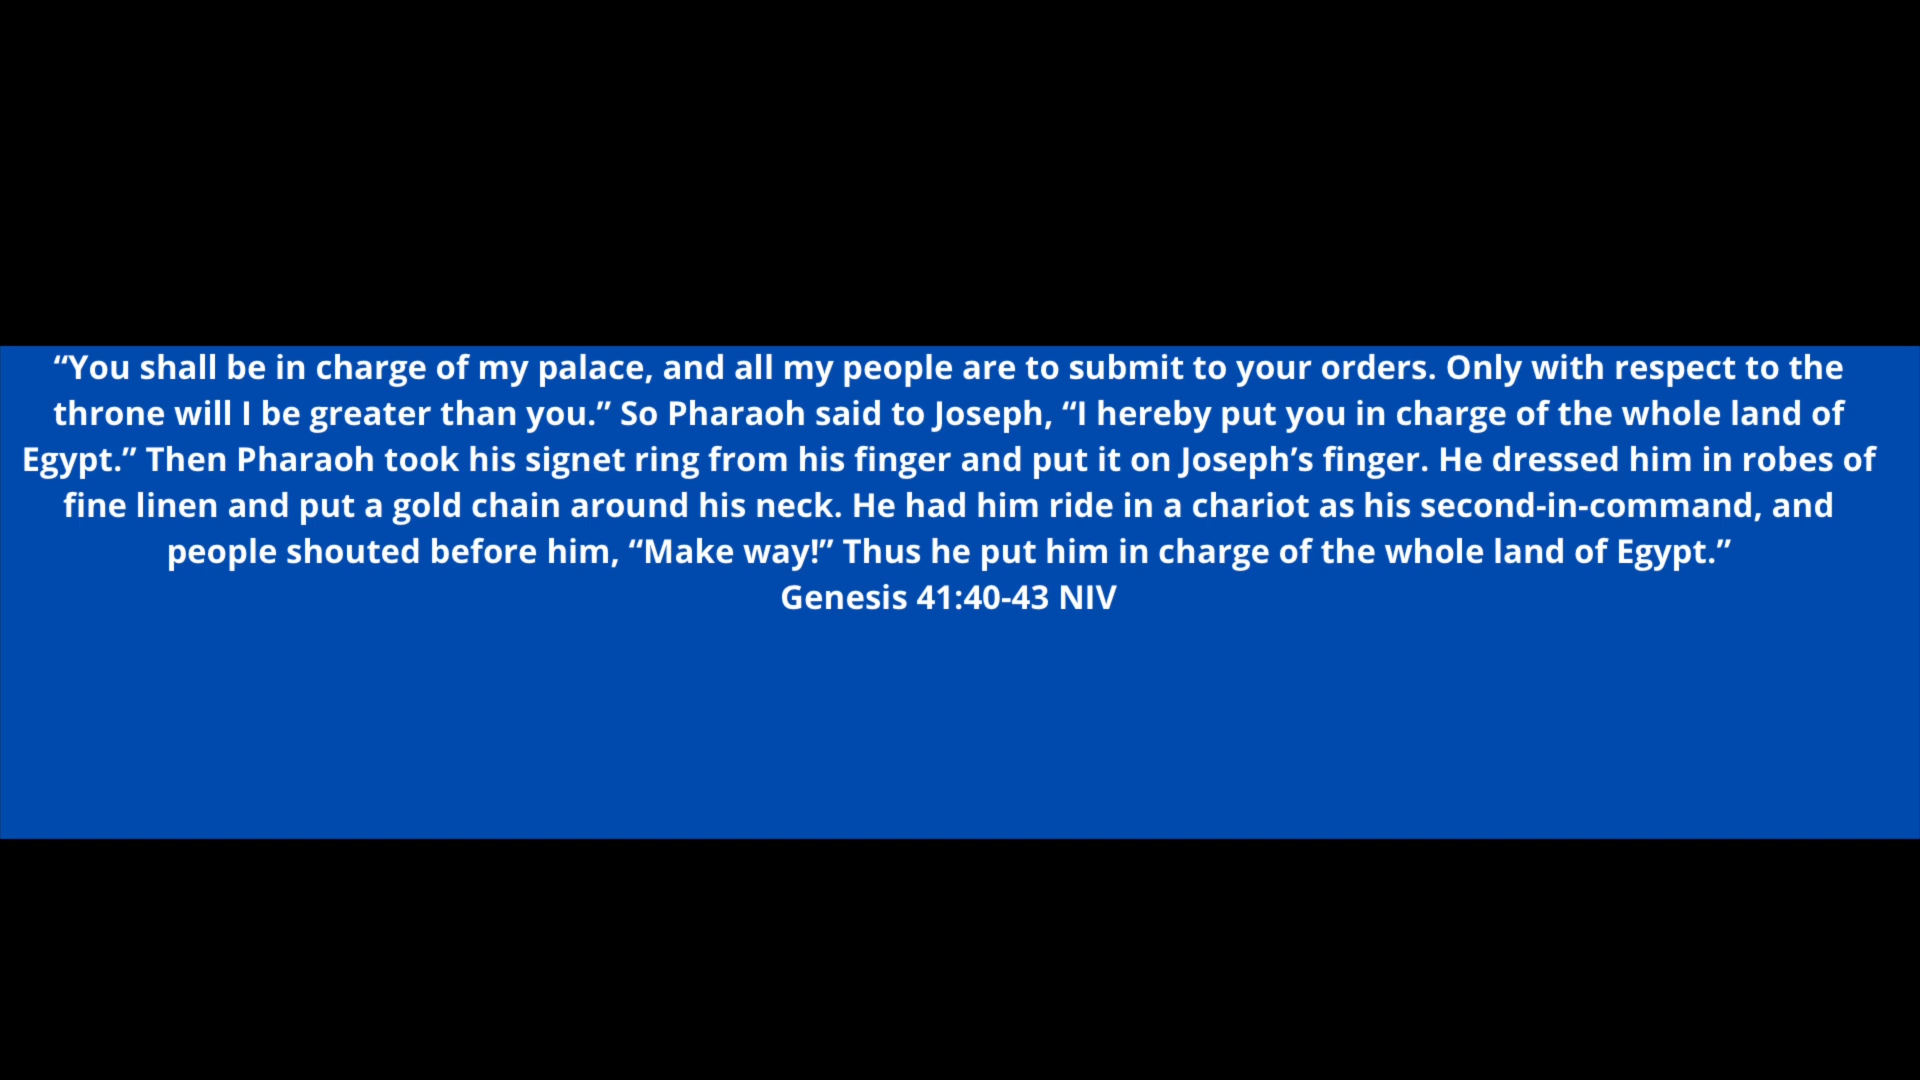 “You shall be in charge of my palace, and all my people are to submit to your orders. Only with respect to the
throne will I be greater than you.” So Pharaoh said to Joseph, “I hereby put you in charge of the whole land of
Egypt.” Then Pharaoh took his signet ring from his finger and put it on Joseph’s finger. He dressed him in robes of
fine linen and put a gold chain around his neck. He had him ride in a chariot as his second-in-command, and
people shouted before him, “Make way!” Thus he put him in charge of the whole land of Egypt.”
Genesis 41:40-43 NIV